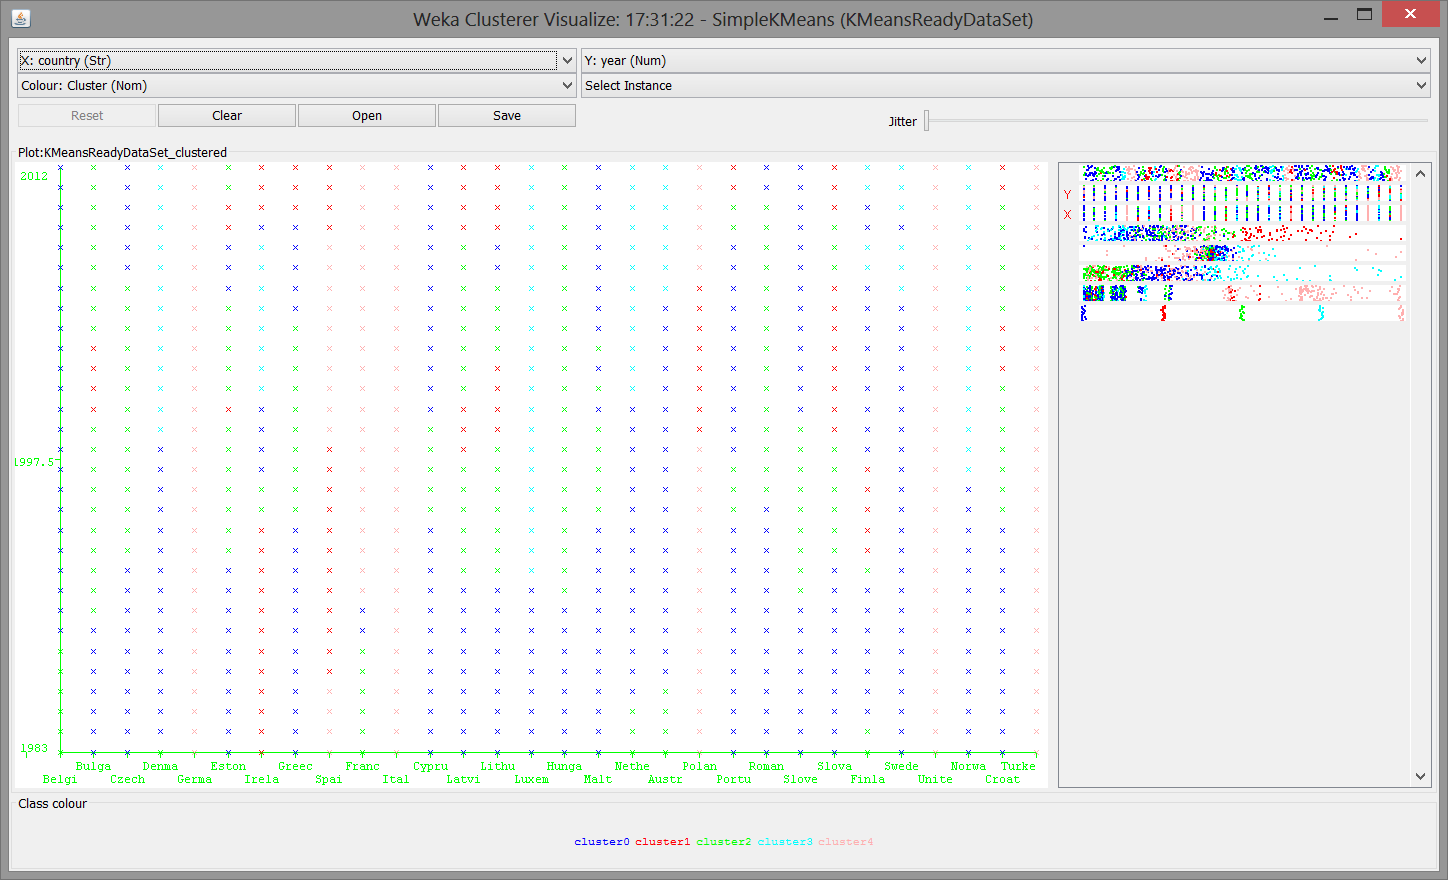 Weka Clusterer Visualize: 17:31:22 - SimpleKMeans (KMeansReadyDataSet)
X: country (Str) Y: year (Num)
Colour: Cluster (Nom) Select Instance
Reset Clear Open Save Jitter
Plot:KMeansReadyDataSet_clustered
2012
Y
X
1997.5
1983
Bulga Denma Eston Greec Franc Cypru Lithu Hunga Nethe Polan Roman Slova Swede Norwa Turke
Belgi Czech Germa Irela Spai Ital Latvi Luxem Malt Austr Portu Slove Finla Unite Croat
Class colour
cluster0 cluster1 cluster2 cluster3 cluster4